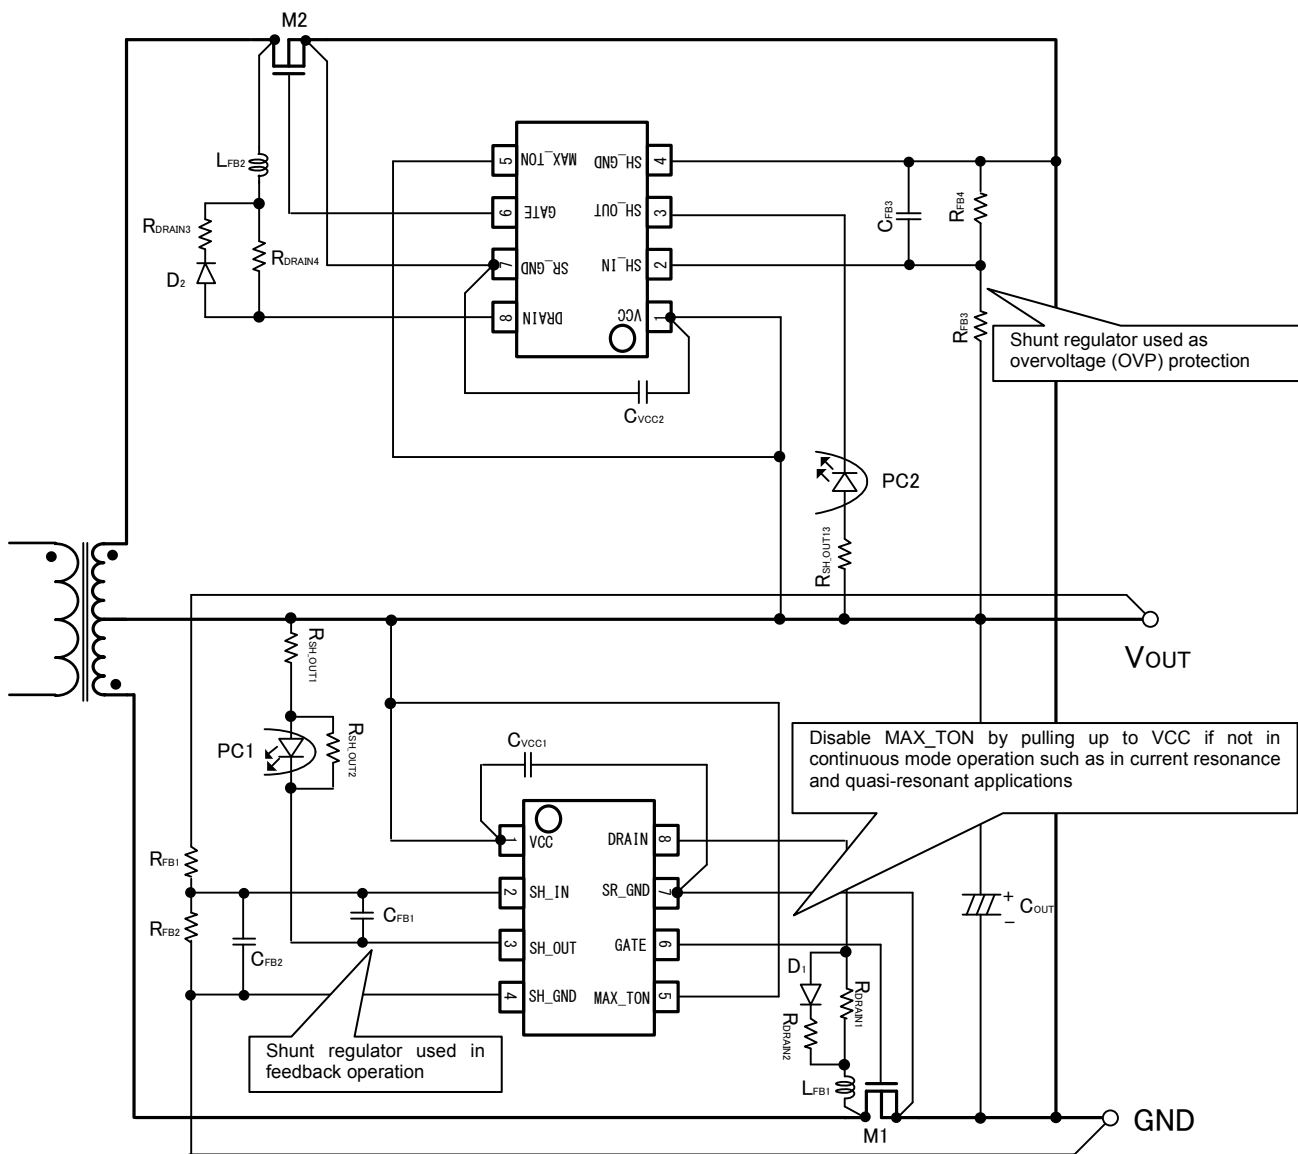 M2
LFB2
RDRAIN3
RDRAIN4
D2
5 MAX_TON
6 GATE
7 SR_GND
8 DRAIN
SH_GND 4
SH_OUT 3
SH_IN 2
VCC 1
CVCC2
CFB3
RFB4
RFB3
Shunt regulator used as
overvoltage (OVP) protection
PC2
RSH_OUT13
VOUT
RSH_OUT1
PC1
RSH_OUT2
CVCC1
Disable MAX_TON by pulling up to VCC if not in
continuous mode operation such as in current resonance
and quasi-resonant applications
RFB1
RFB2
CFB2
CFB1
1 VCC
2 SH_IN
3 SH_OUT
4 SH_GND
DRAIN 8
SR_GND 7
GATE 6
MAX_TON 5
D1
RDRAIN1
RDRAIN2
LFB1
M1
+
COUT
−
Shunt regulator used in
feedback operation
GND